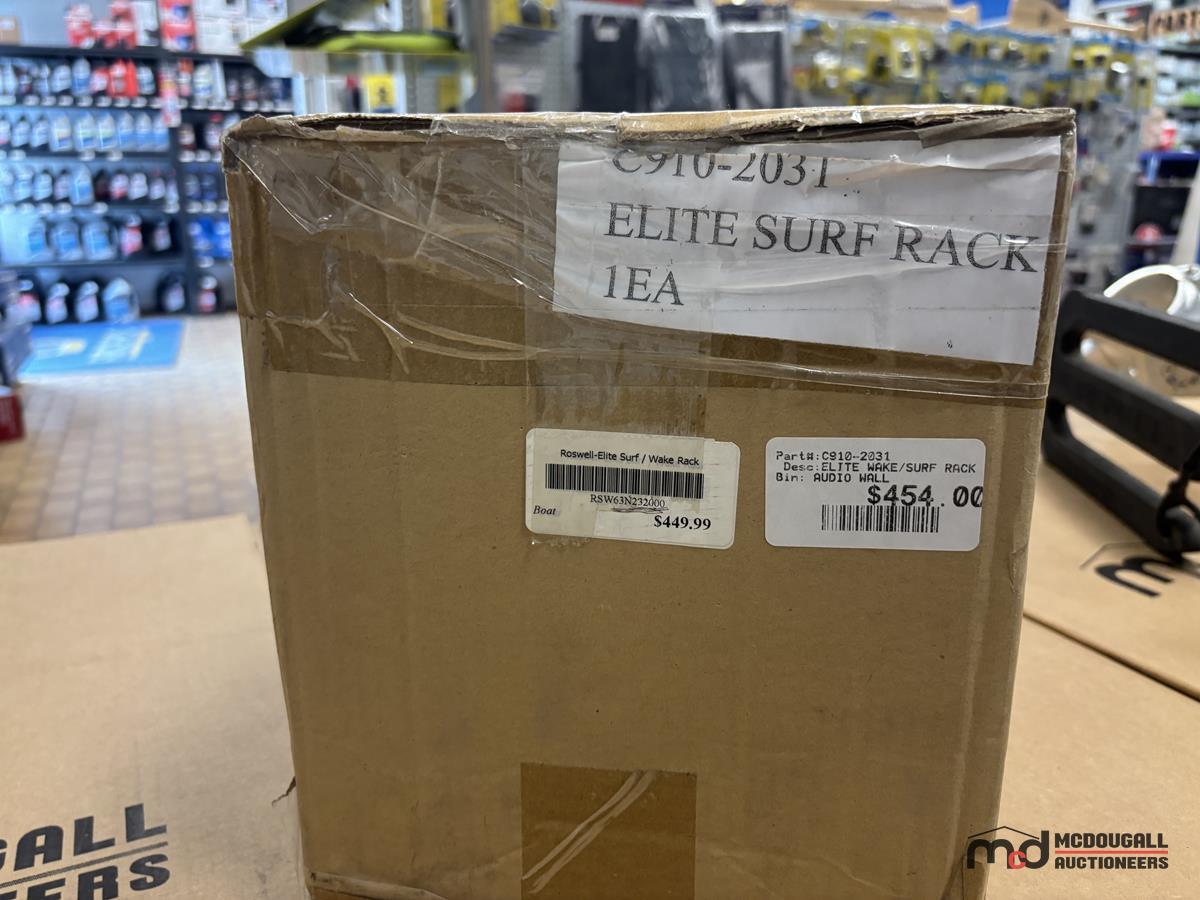 C910-2031
ELITE SURF RACK
1EA
Roswell-Elite Surf / Wake Rack
RSW63N232000
Boat
$449.99
Part#:C910-2031
Desc:ELITE WAKE/SURF RACK
Bin: AUDIO WALL
$454.00
GALL
EERS
mcd MCDOUGALL
AUCTIONEERS